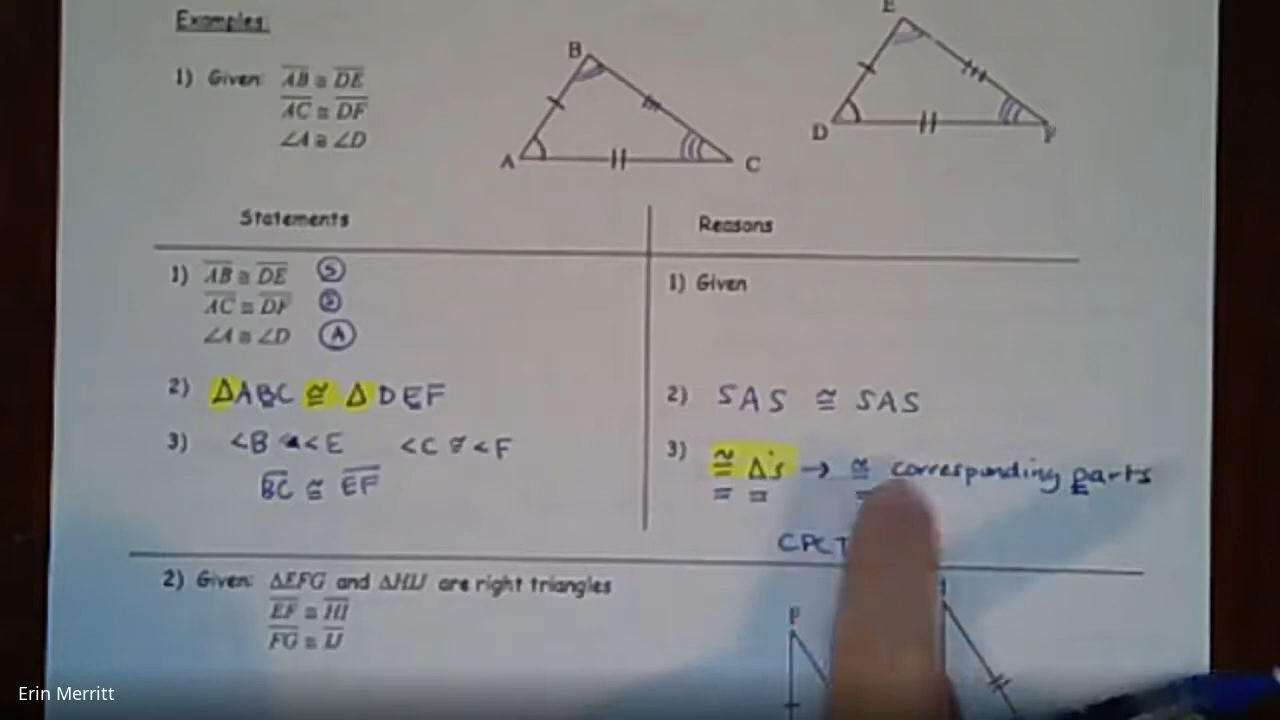 Examples:
E
B
1) Given: AB ≅ DE
AC ≅ DF
∠A ≅ ∠D
D
F
A
C
Statements
Reasons
1) AB ≅ DE Ⓢ
1) Given
AC ≅ DF Ⓢ
∠A ≅ ∠D Ⓐ
2) ΔABC ≅ ΔDEF
2) SAS ≅ SAS
3) <B ≅ <E <C ≅ <F
3) ≅ Δ's → ≅ corresponding parts
BC ≅ EF
CPCT
2) Given: ΔEFG and ΔHIJ are right triangles
EF ≅ HI
FG ≅ IJ
Erin Merritt